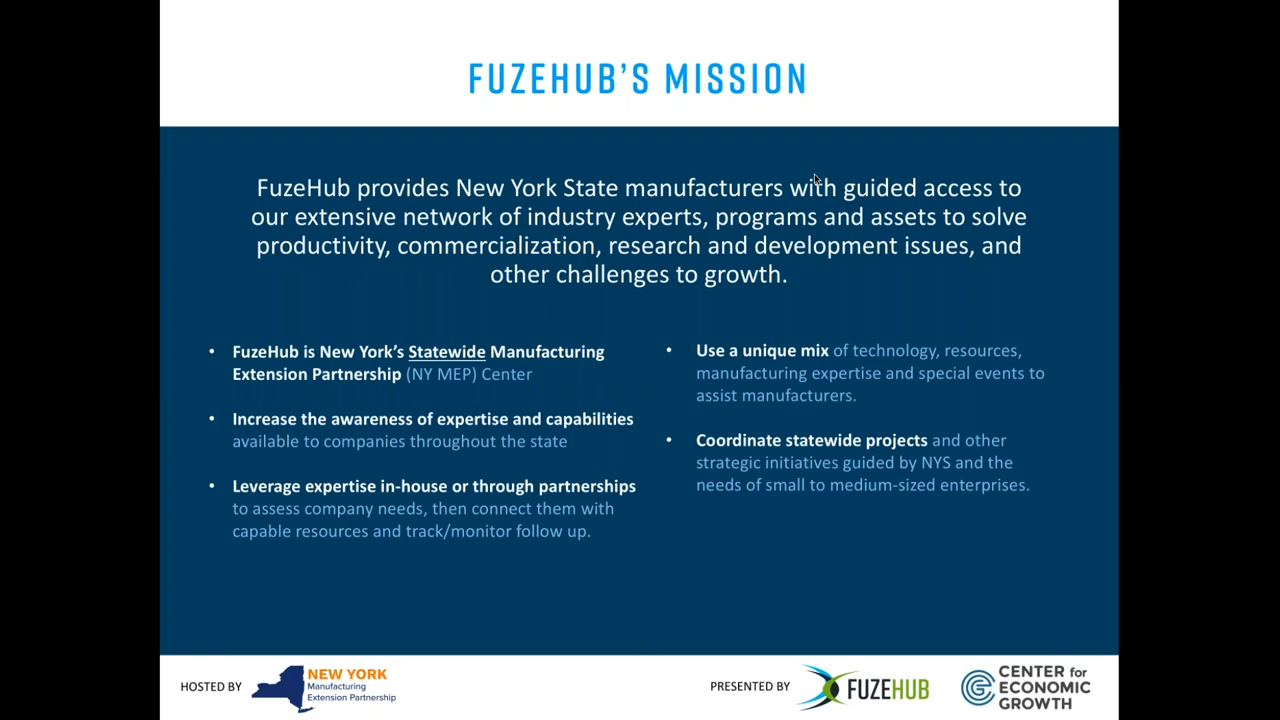 FUZEHUB'S MISSION
FuzeHub provides New York State manufacturers with guided access to
our extensive network of industry experts, programs and assets to solve
productivity, commercialization, research and development issues, and
other challenges to growth.
• FuzeHub is New York's Statewide Manufacturing
Extension Partnership (NY MEP) Center
• Increase the awareness of expertise and capabilities
available to companies throughout the state
• Leverage expertise in-house or through partnerships
to assess company needs, then connect them with
capable resources and track/monitor follow up.
• Use a unique mix of technology, resources,
manufacturing expertise and special events to
assist manufacturers.
• Coordinate statewide projects and other
strategic initiatives guided by NYS and the
needs of small to medium-sized enterprises.
HOSTED BY
NEW YORK
Manufacturing
Extension Partnership
PRESENTED BY
FUZEHUB
CENTER for
ECONOMIC
GROWTH